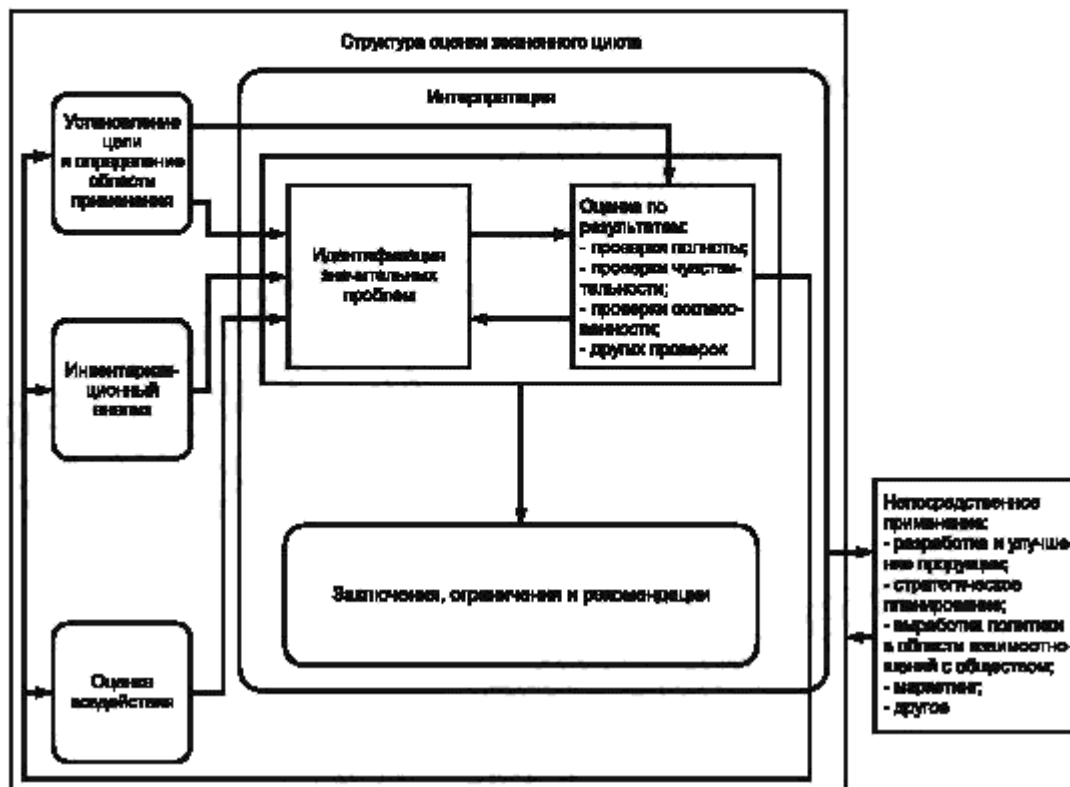 Структура оценки жизненного цикла
Интерпретация
Установление
цели
и определение
области
применения
Идентификация
значительных
проблем
Оценка по
результатам:
- проверки полноты;
- проверки чувстви-
тельности;
- проверки согласо-
ванности;
- других проверок
Инвентариза-
ционный
анализ
Оценка
воздействия
Заключения, ограничения и рекомендации
Непосредственное
применение:
- разработка и улучше-
ние продукции;
- стратегическое
планирование;
- выработка политики
в области взаимоотно-
шений с обществом;
- маркетинг;
- другое